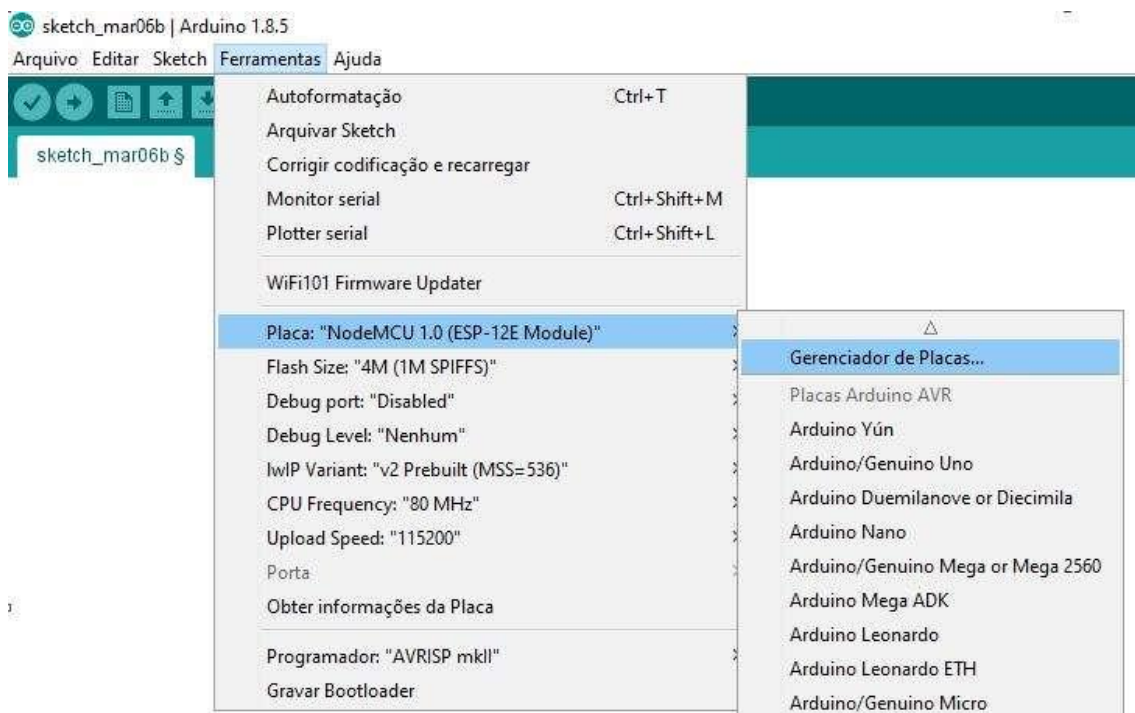 sketch_mar06b | Arduino 1.8.5
Arquivo Editar Sketch Ferramentas Ajuda
sketch_mar06b §
Autoformatação Ctrl+T
Arquivar Sketch
Corrigir codificação e recarregar
Monitor serial Ctrl+Shift+M
Plotter serial Ctrl+Shift+L
WiFi101 Firmware Updater
Placa: "NodeMCU 1.0 (ESP-12E Module)"
Flash Size: "4M (1M SPIFFS)"
Debug port: "Disabled"
Debug Level: "Nenhum"
lwIP Variant: "v2 Prebuilt (MSS=536)"
CPU Frequency: "80 MHz"
Upload Speed: "115200"
Porta
Obter informações da Placa
Programador: "AVRISP mkII"
Gravar Bootloader
Gerenciador de Placas...
Placas Arduino AVR
Arduino Yún
Arduino/Genuino Uno
Arduino Duemilanove or Diecimila
Arduino Nano
Arduino/Genuino Mega or Mega 2560
Arduino Mega ADK
Arduino Leonardo
Arduino Leonardo ETH
Arduino/Genuino Micro